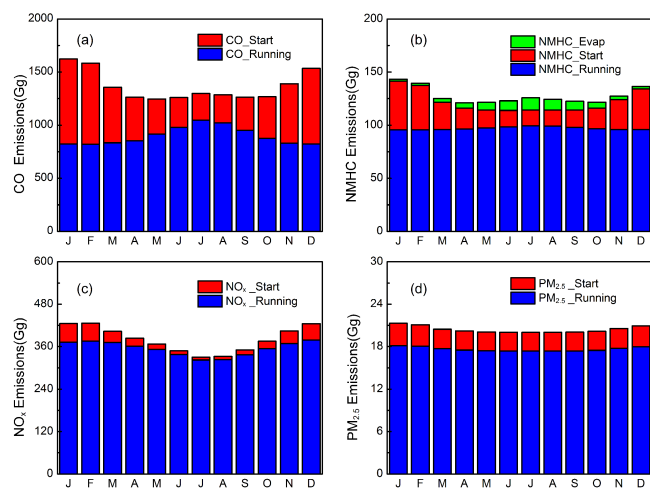 (a)
CO_Start
CO_Running
CO Emissions(Gg)
2000
1500
1000
500
0
J F M A M J J A S O N D
(b)
NMHC_Evap
NMHC_Start
NMHC_Running
NMHC Emissions(Gg)
200
150
100
50
0
J F M A M J J A S O N D
(c)
NOx_Start
NOx_Running
NOx Emissions(Gg)
600
480
360
240
120
0
J F M A M J J A S O N D
(d)
PM2.5_Start
PM2.5_Running
PM2.5 Emissions(Gg)
30
24
18
12
6
0
J F M A M J J A S O N D